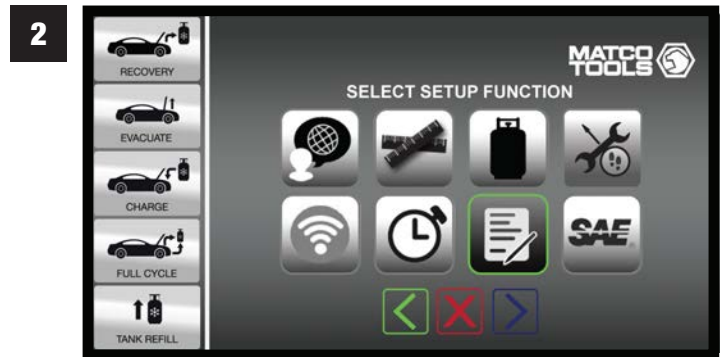 2
RECOVERY
EVACUATE
CHARGE
FULL CYCLE
TANK REFILL
MATCO
TOOLS
SELECT SETUP FUNCTION
SAE